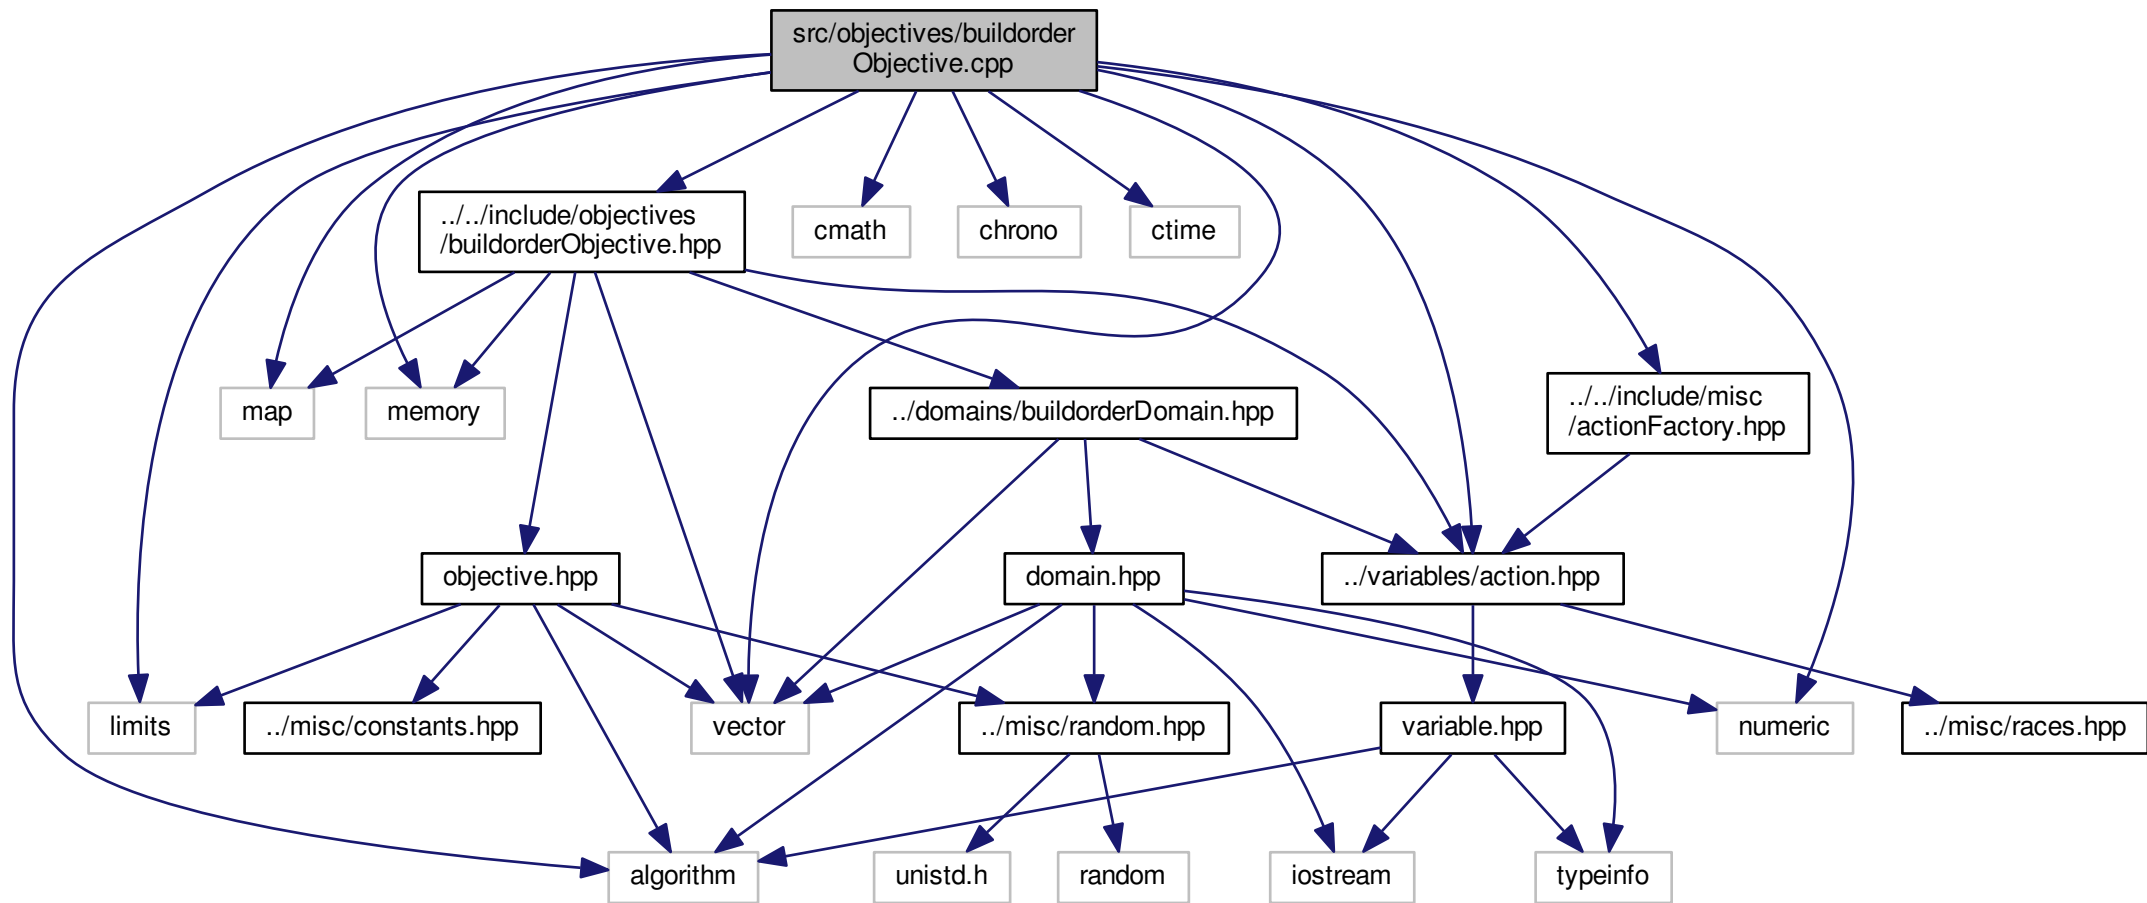 src/objectives/buildorder
Objective.cpp
../../include/objectives
/buildorderObjective.hpp
cmath
chrono
ctime
map
memory
../domains/buildorderDomain.hpp
../../include/misc
/actionFactory.hpp
objective.hpp
domain.hpp
../variables/action.hpp
limits
../misc/constants.hpp
vector
../misc/random.hpp
variable.hpp
numeric
../misc/races.hpp
algorithm
unistd.h
random
iostream
typeinfo